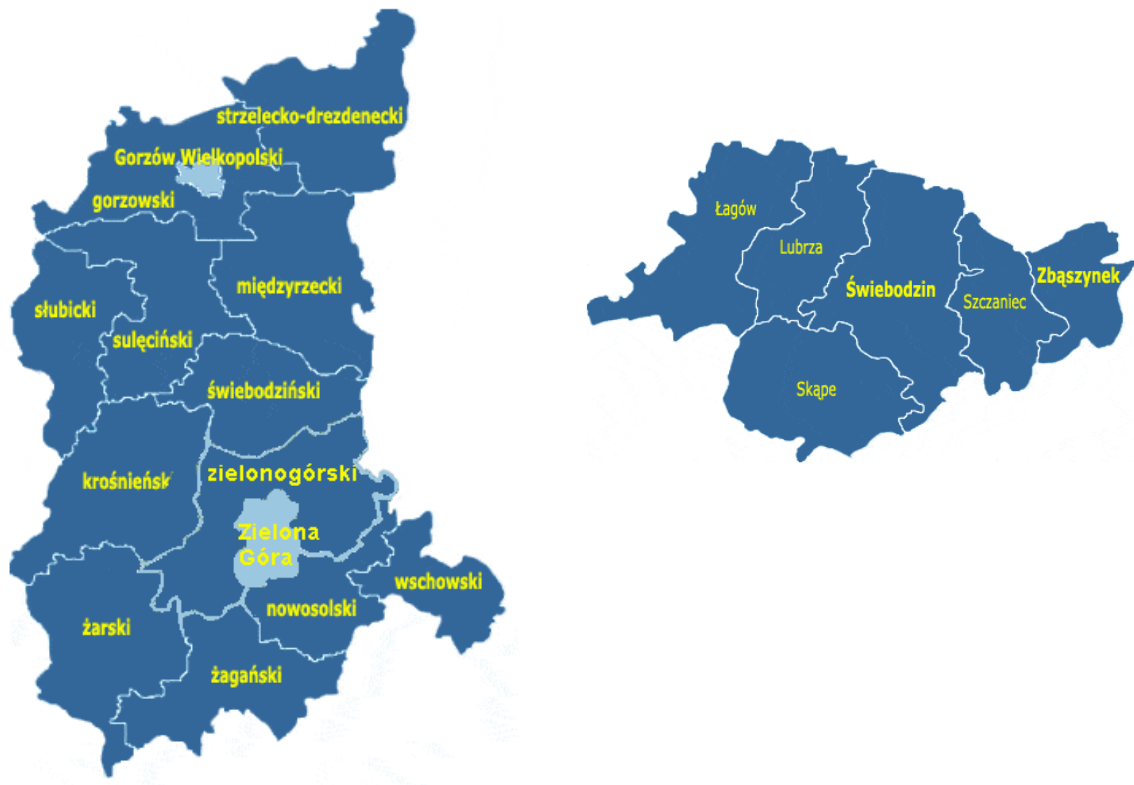 strzelecko-drezdenecki
Gorzów Wielkopolski
gorzowski
międzyrzecki
słubicki
sulęciński
świebodziński
krośnieńsk
zielonogórski
Zielona
Góra
wschowski
nowosolski
żarski
żagański
Łagów
Lubrza
Świebodzin
Szczaniec
Zbąszynek
Skąpe